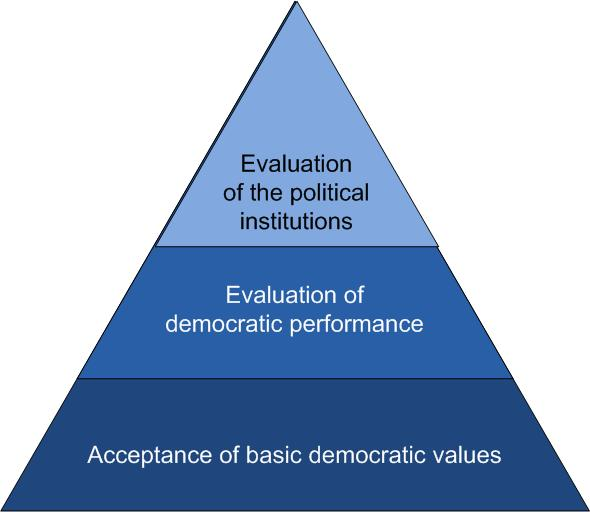 Evaluation
of the political
institutions
Evaluation of
democratic performance
Acceptance of basic democratic values